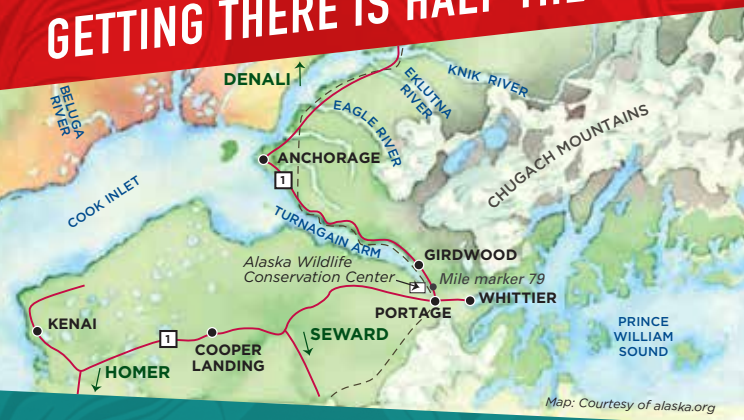 GETTING THERE IS HALF THE
DENALI
BELUGA
RIVER
KNIK RIVER
EKLUTNA
RIVER
EAGLE RIVER
CHUGACH MOUNTAINS
ANCHORAGE
1
COOK INLET
TURNAGAIN ARM
GIRDWOOD
Alaska Wildlife
Conservation Center
Mile marker 79
WHITTIER
PORTAGE
KENAI
1
COOPER
LANDING
SEWARD
HOMER
PRINCE
WILLIAM
SOUND
Map: Courtesy of alaska.org